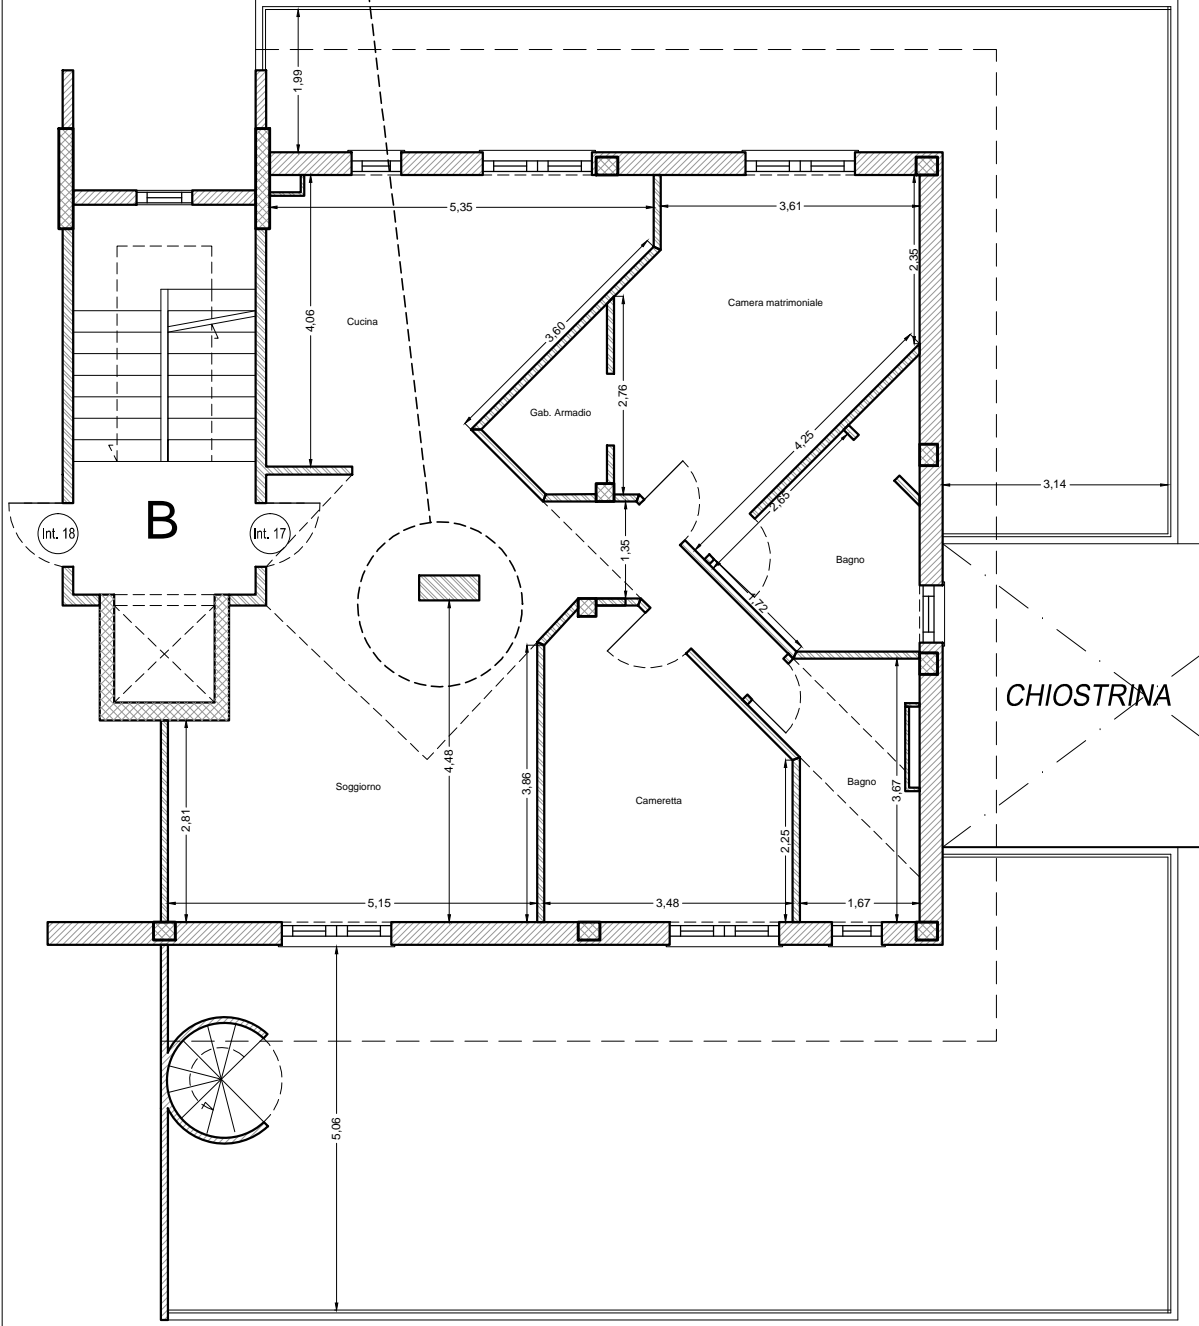 1,99
5,35
3,61
2,35
Camera matrimoniale
Cucina
4,06
3,60
2,76
Gab. Armadio
4,25
2,65
3,14
B
Int. 18
Int. 17
1,35
Bagno
1,72
CHIOSTRINA
4,48
3,86
Soggiorno
Cameretta
Bagno
3,67
2,81
2,25
5,15
3,48
1,67
5,06